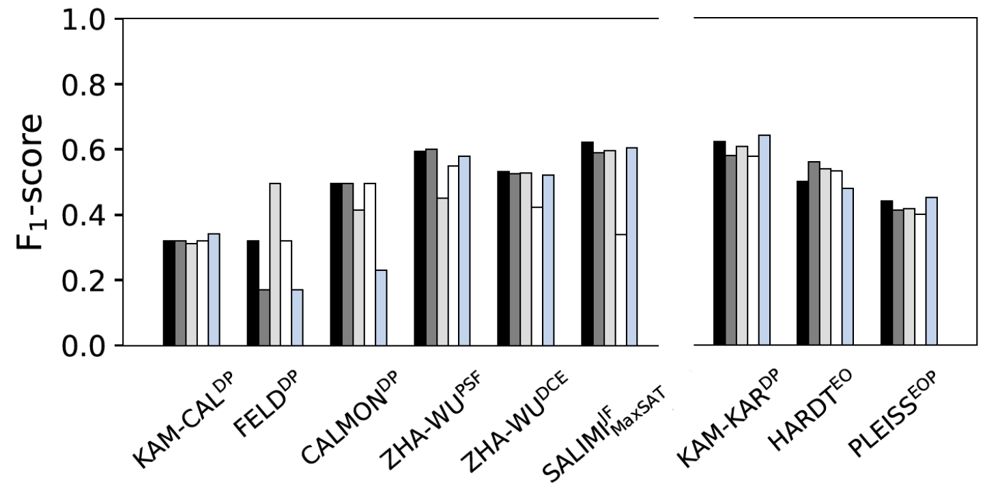 F1-score
1.0
0.8
0.6
0.4
0.2
0.0
KAM-CALDP
FELDDP
CALMONDP
ZHA-WUPSF
ZHA-WUDCE
SALIMIJFMaxSAT
KAM-KARDP
HARDTEO
PLEISSEOP